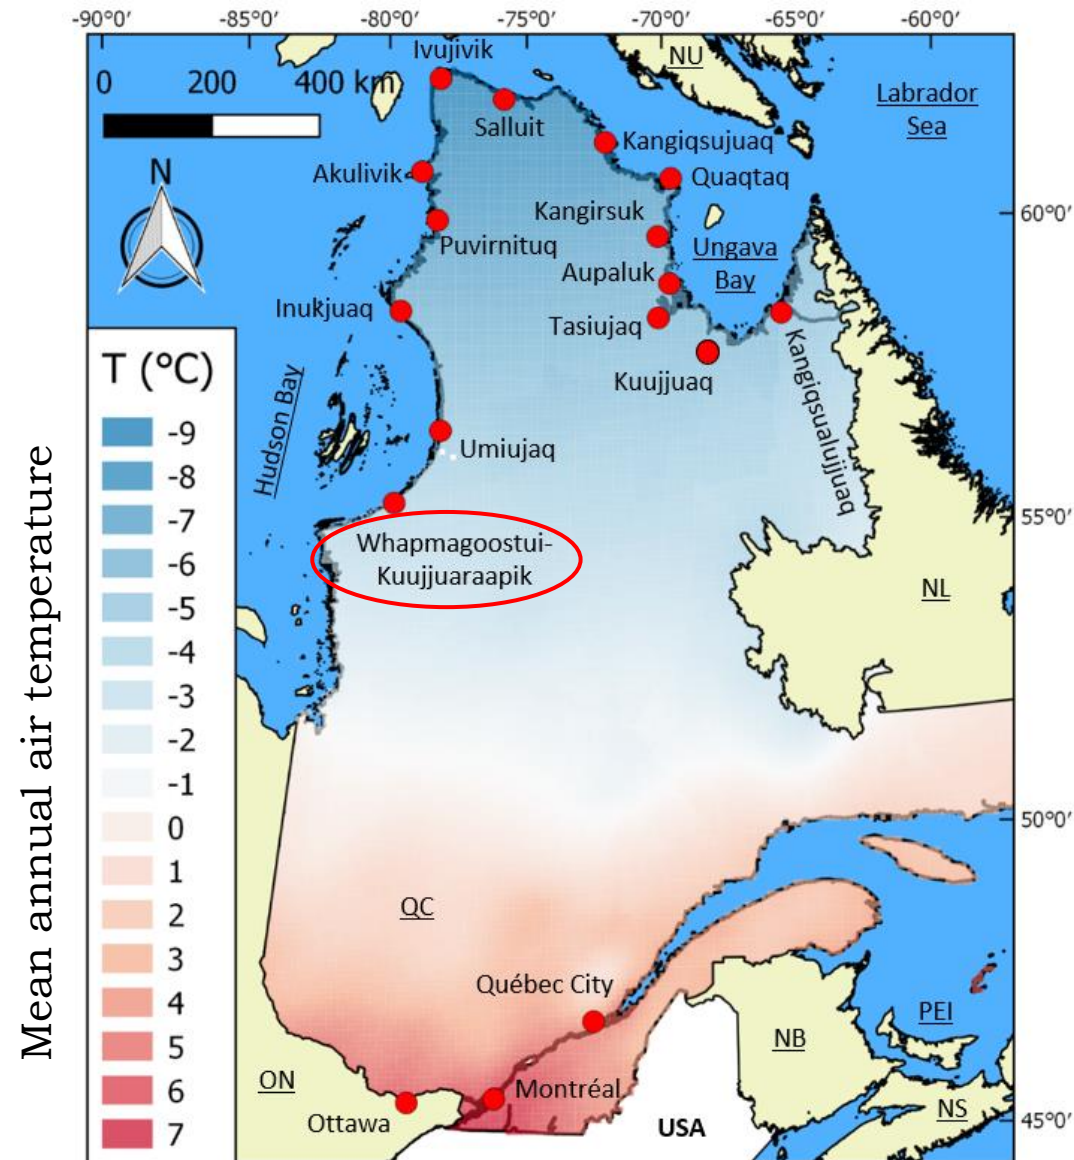 -90°0′ -85°0′ -80°0′ -75°0′ -70°0′ -65°0′ -60°0′
0 200 400 km
N
Ivujivik
NU
Labrador
Sea
Salluit
Kangiqsujuaq
Akulivik
Quaqtaq
Kangirsuk
60°0′
Puvirnituq
Ungava
Bay
Aupaluk
Inukjuaq
Tasiujaq
Kuujjuaq
Kangiqsualujjuaq
Hudson Bay
Umiujaq
55°0′
Whapmagoostui-
Kuujjuaraapik
NL
Mean annual air temperature
T (°C)
-9
-8
-7
-6
-5
-4
-3
-2
-1
0
1
2
3
4
5
6
7
50°0′
QC
Québec City
PEI
NB
ON
Montréal
NS
Ottawa
USA
45°0′